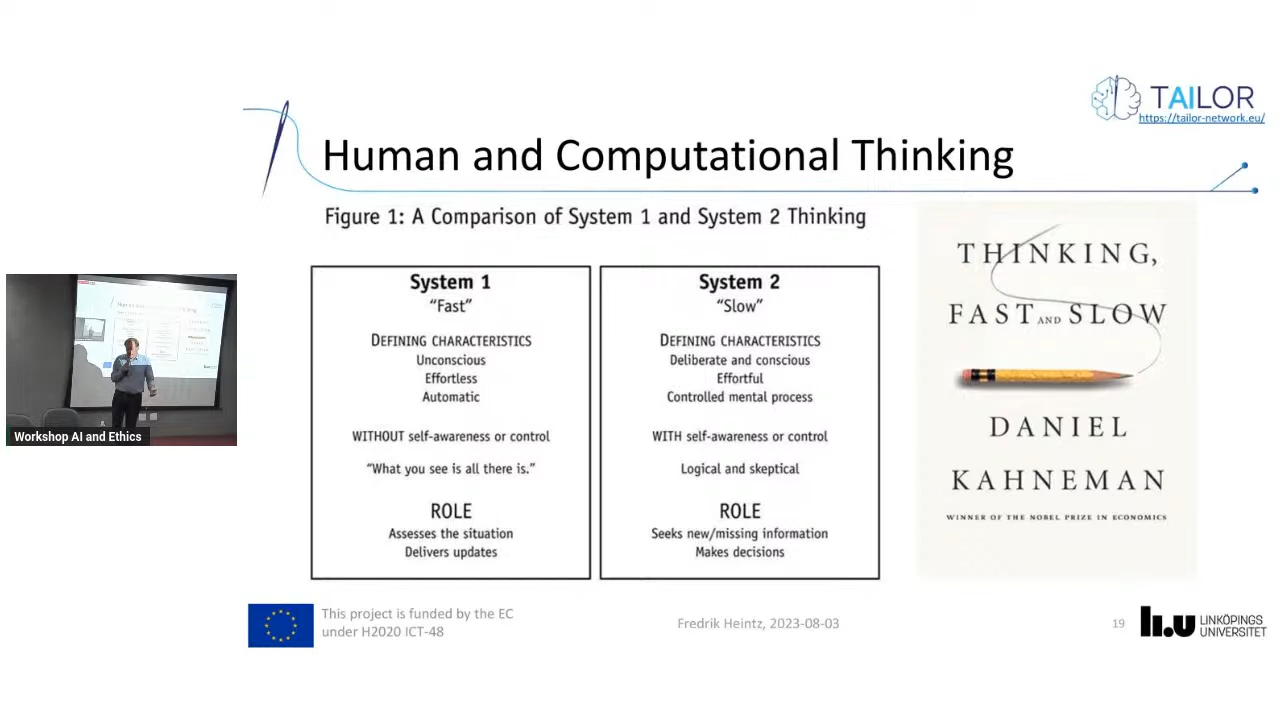 TAILOR
https://tailor-network.eu/
Human and Computational Thinking
Figure 1: A Comparison of System 1 and System 2 Thinking
System 1
"Fast"
DEFINING CHARACTERISTICS
Unconscious
Effortless
Automatic
WITHOUT self-awareness or control
"What you see is all there is."
ROLE
Assesses the situation
Delivers updates
System 2
"Slow"
DEFINING CHARACTERISTICS
Deliberate and conscious
Effortful
Controlled mental process
WITH self-awareness or control
Logical and skeptical
ROLE
Seeks new/missing information
Makes decisions
THINKING,
FAST AND SLOW
DANIEL
KAHNEMAN
WINNER OF THE NOBEL PRIZE IN ECONOMICS
Workshop AI and Ethics
This project is funded by the EC
under H2020 ICT-48
Fredrik Heintz, 2023-08-03
19
li.u LINKÖPINGS
UNIVERSITET